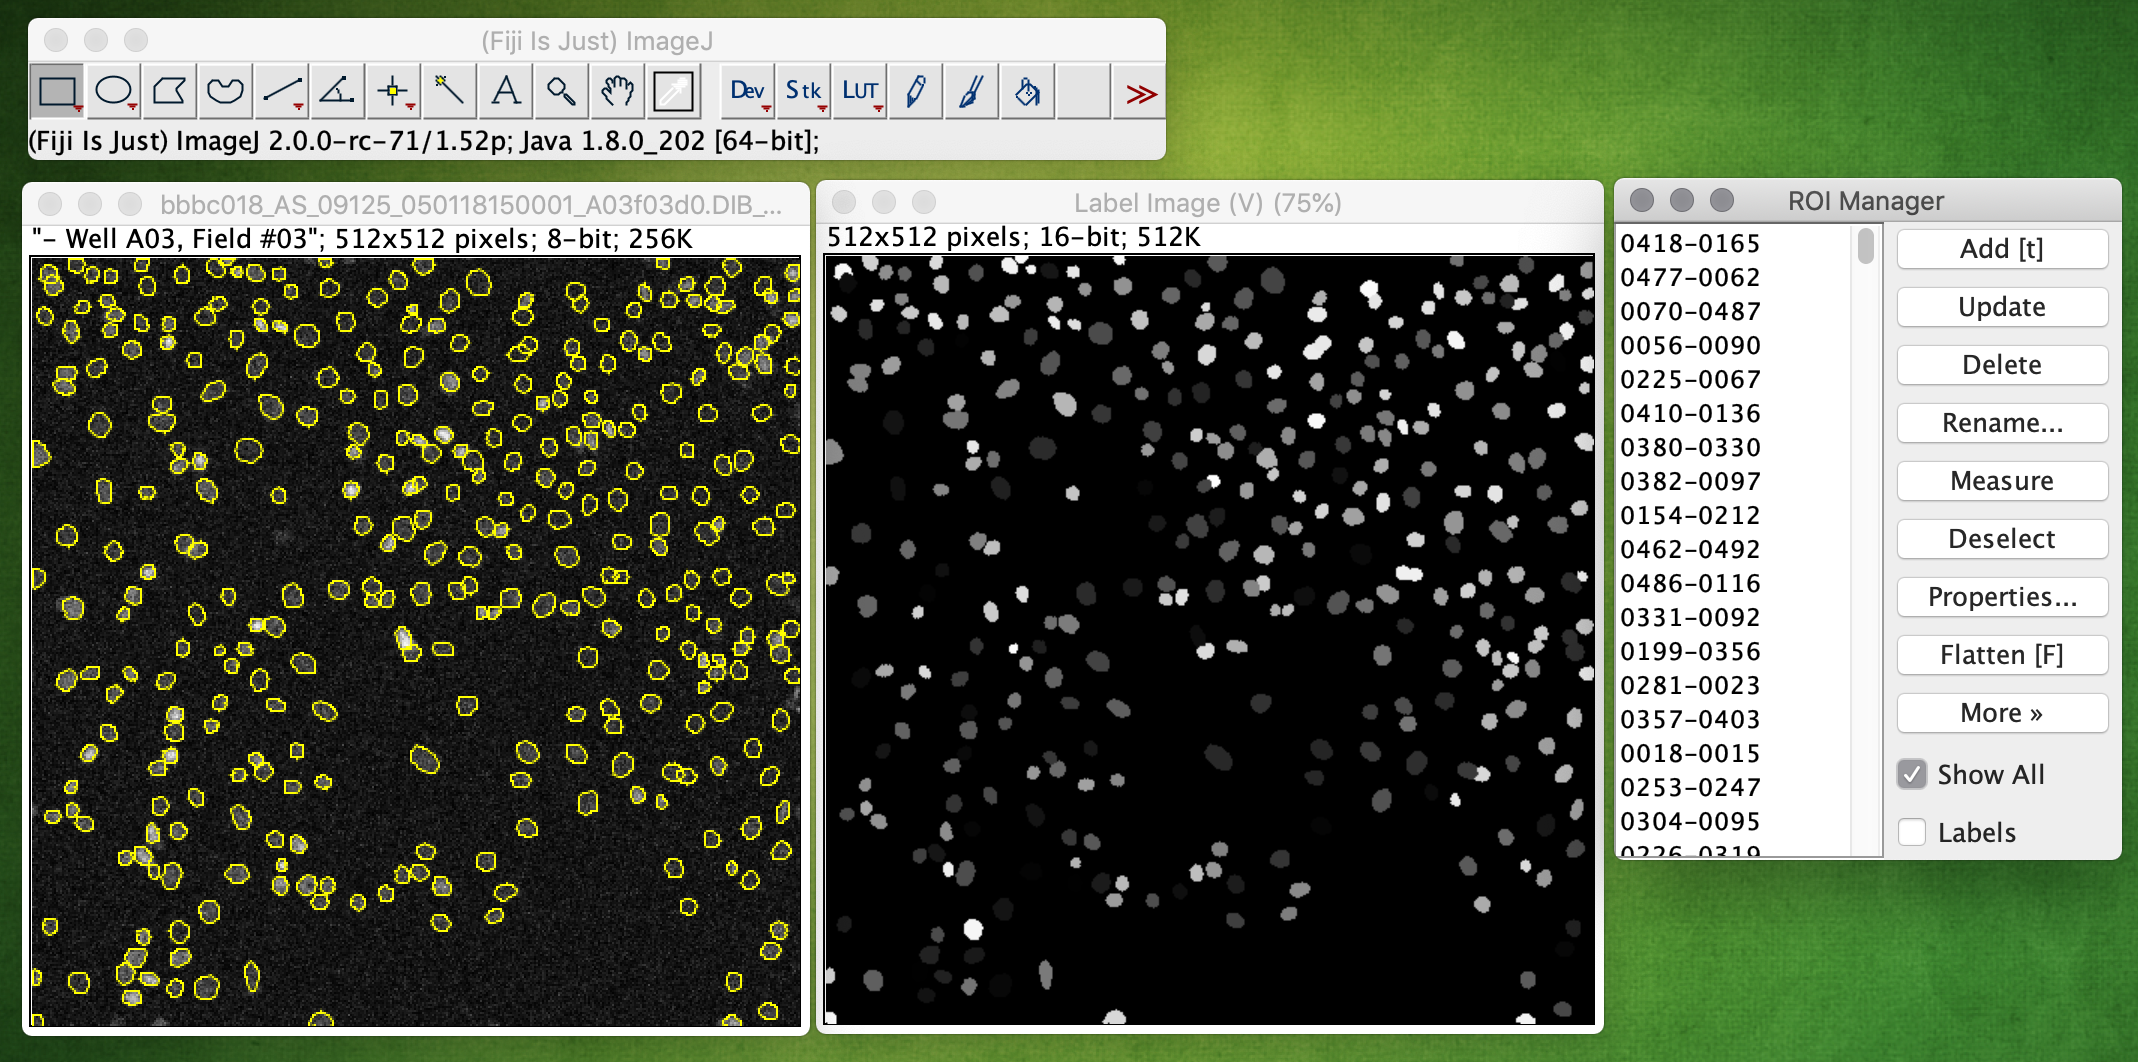 (Fiji Is Just) ImageJ
Dev Stk LUT
(Fiji Is Just) ImageJ 2.0.0-rc-71/1.52p; Java 1.8.0_202 [64-bit];
bbbc018_AS_09125_050118150001_A03f03d0.DIB_...
"- Well A03, Field #03"; 512x512 pixels; 8-bit; 256K
Label Image (V) (75%)
512x512 pixels; 16-bit; 512K
ROI Manager
0418-0165
0477-0062
0070-0487
0056-0090
0225-0067
0410-0136
0380-0330
0382-0097
0154-0212
0462-0492
0486-0116
0331-0092
0199-0356
0281-0023
0357-0403
0018-0015
0253-0247
0304-0095
0226-0319
Add [t]
Update
Delete
Rename...
Measure
Deselect
Properties...
Flatten [F]
More »
Show All
Labels